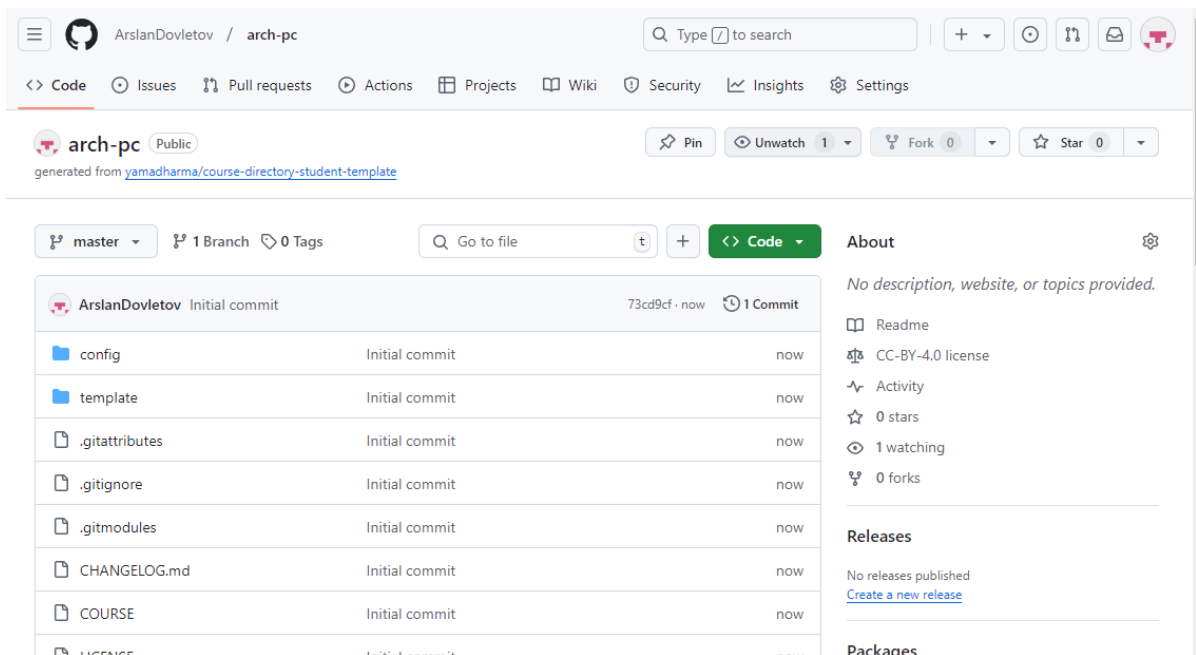 ArslanDovletov / arch-pc Type / to search
Code Issues Pull requests Actions Projects Wiki Security Insights Settings
arch-pc Public Pin Unwatch 1 Fork 0 Star 0
generated from yamadharma/course-directory-student-template
master 1 Branch 0 Tags Go to file t Code
ArslanDovletov Initial commit 73cd9cf · now 1 Commit
config Initial commit now
template Initial commit now
.gitattributes Initial commit now
.gitignore Initial commit now
.gitmodules Initial commit now
CHANGELOG.md Initial commit now
COURSE Initial commit now
LICENSE Initial commit now
About
No description, website, or topics provided.
Readme
CC-BY-4.0 license
Activity
0 stars
1 watching
0 forks
Releases
No releases published
Create a new release
Packages